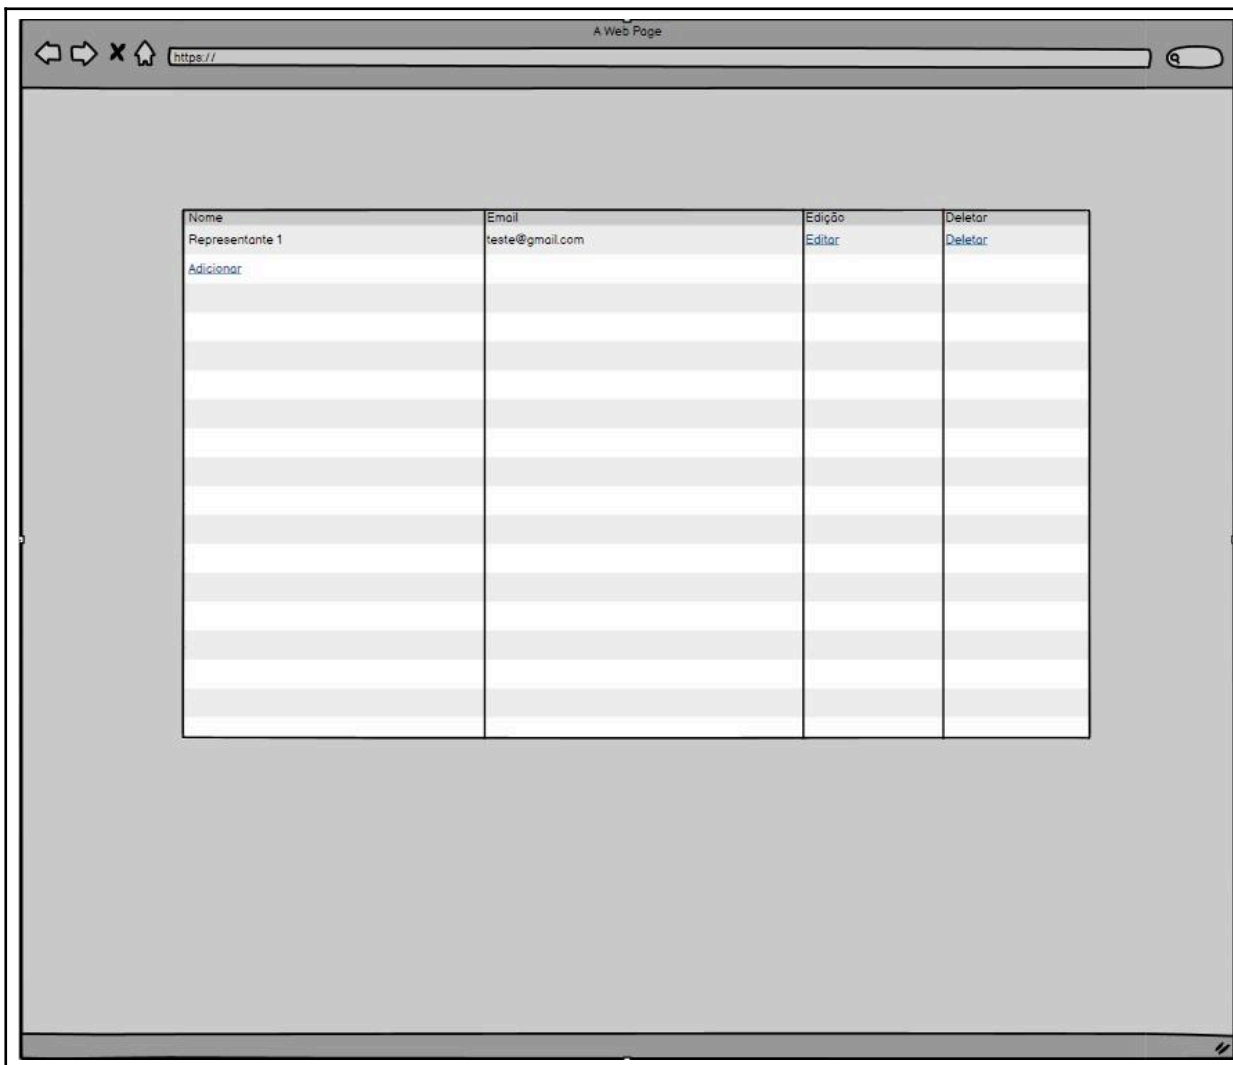 A Web Page
https://
Nome Email Edição Deletar
Representante 1 teste@gmail.com Editar Deletar
Adicionar